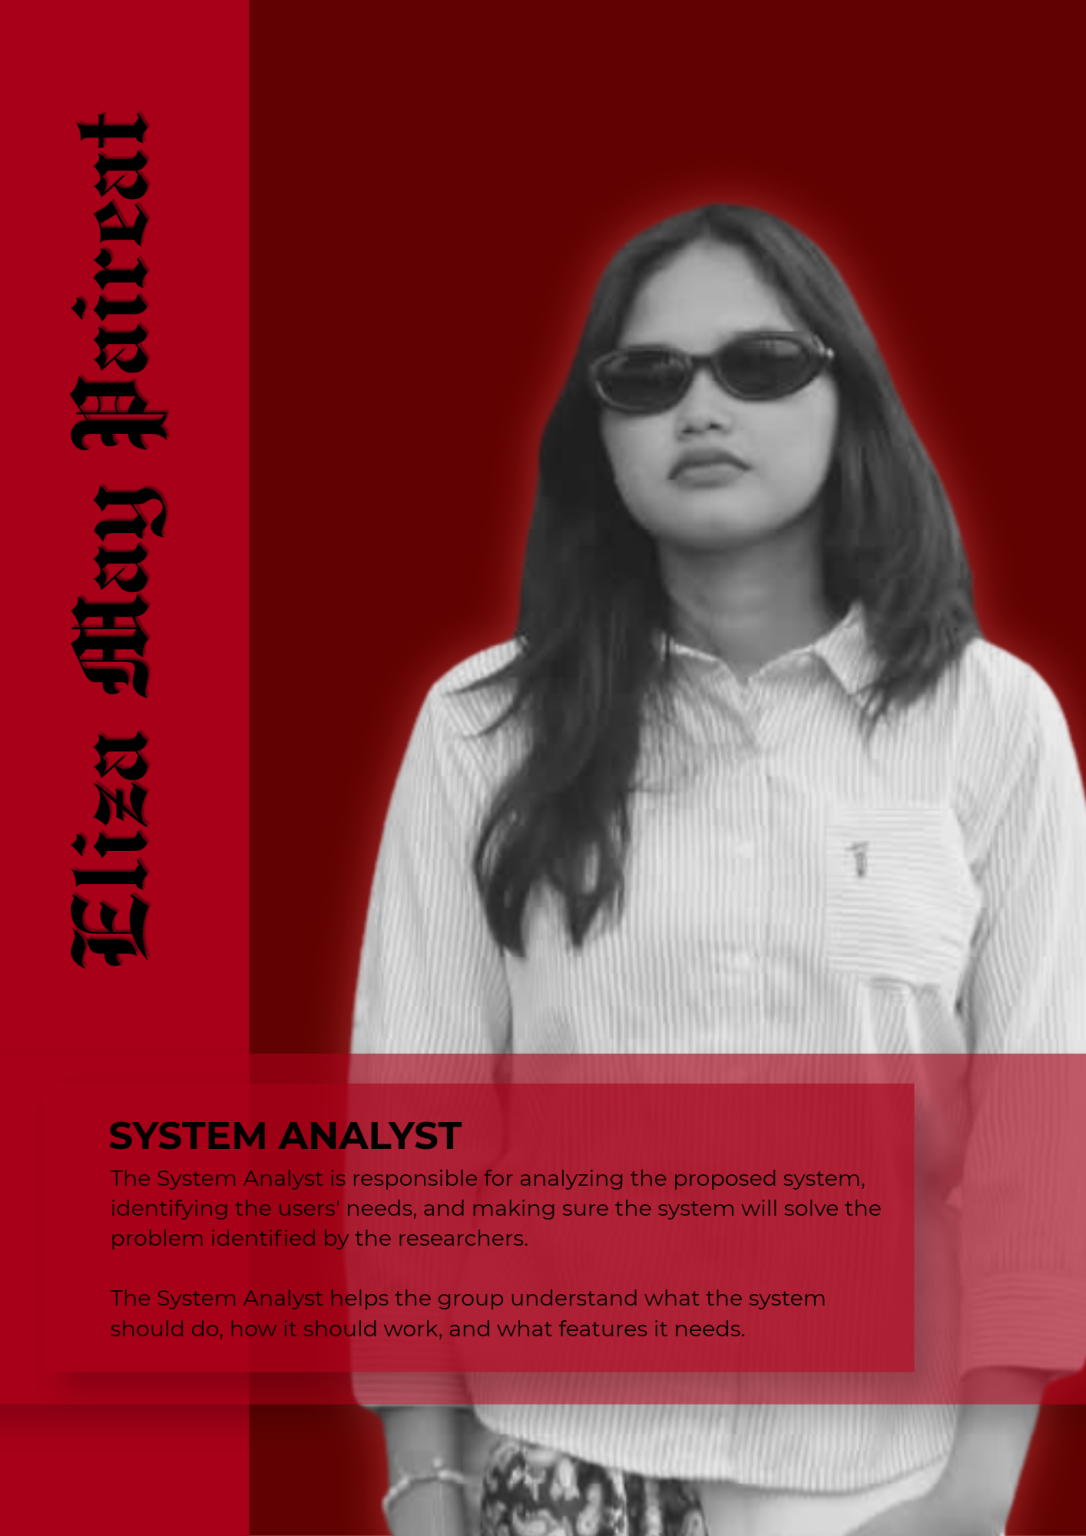 Eliza May Paireat
SYSTEM ANALYST
The System Analyst is responsible for analyzing the proposed system,
identifying the users' needs, and making sure the system will solve the
problem identified by the researchers.
The System Analyst helps the group understand what the system
should do, how it should work, and what features it needs.